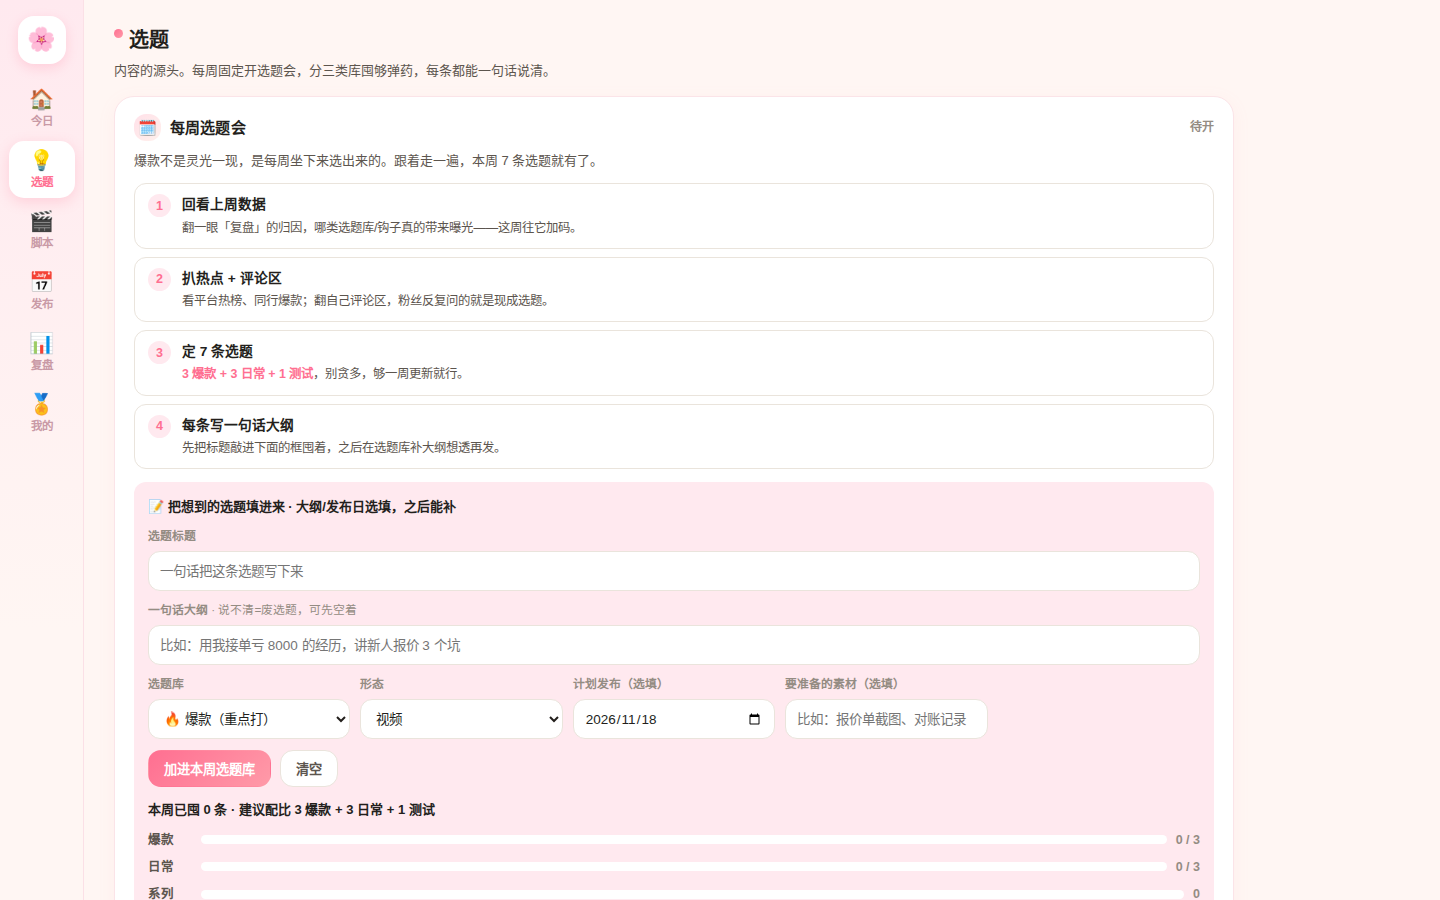 选题
内容的源头。每周固定开选题会，分三类库囤够弹药，每条都能一句话说清。
今日
选题
脚本
发布
复盘
我的
每周选题会
待开
爆款不是灵光一现，是每周坐下来选出来的。跟着走一遍，本周 7 条选题就有了。
1
回看上周数据
翻一眼「复盘」的归因，哪类选题库/钩子真的带来曝光——这周往它加码。
2
扒热点 + 评论区
看平台热榜、同行爆款；翻自己评论区，粉丝反复问的就是现成选题。
3
定 7 条选题
3 爆款 + 3 日常 + 1 测试，别贪多，够一周更新就行。
4
每条写一句话大纲
先把标题敲进下面的框囤着，之后在选题库补大纲想透再发。
📝 把想到的选题填进来 · 大纲/发布日选填，之后能补
选题标题
一句话把这条选题写下来
一句话大纲 · 说不清=废选题，可先空着
比如：用我接单亏 8000 的经历，讲新人报价 3 个坑
选题库 形态 计划发布（选填） 要准备的素材（选填）
🔥 爆款（重点打） 视频 2026/11/18 比如：报价单截图、对账记录
加进本周选题库 清空
本周已囤 0 条 · 建议配比 3 爆款 + 3 日常 + 1 测试
爆款 0 / 3
日常 0 / 3
系列 0